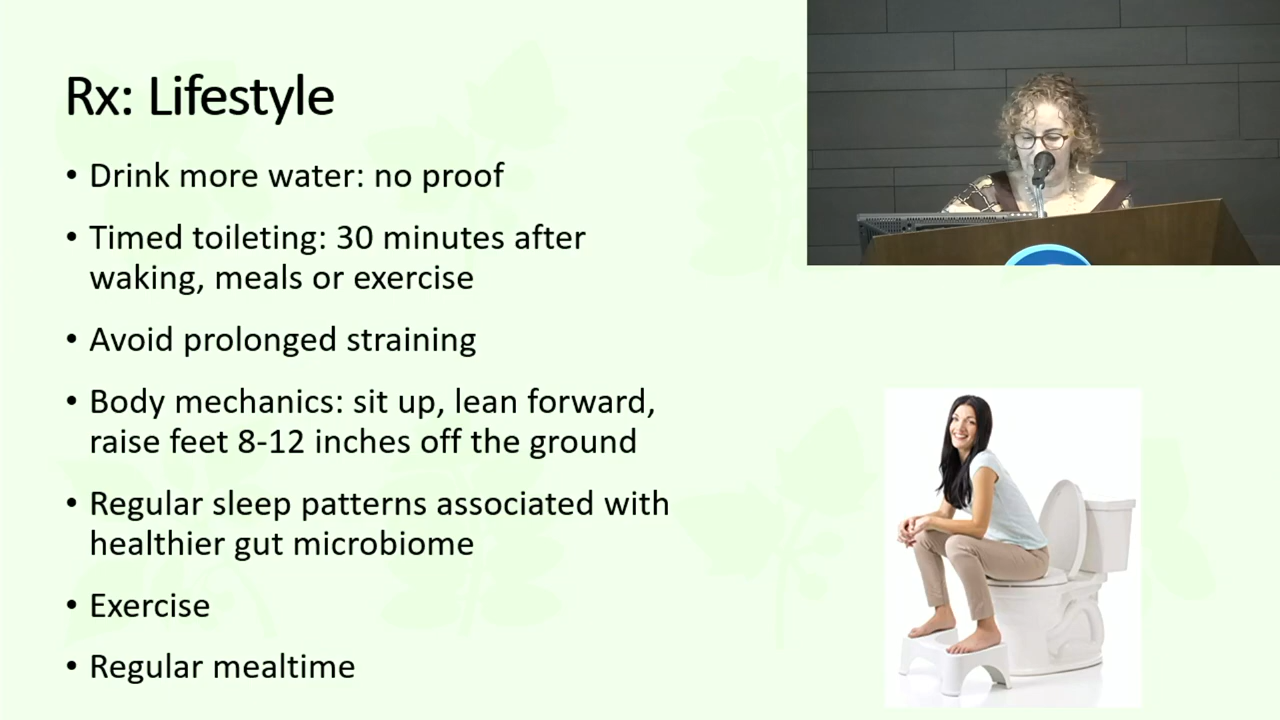 Rx: Lifestyle
• Drink more water: no proof
• Timed toileting: 30 minutes after
waking, meals or exercise
• Avoid prolonged straining
• Body mechanics: sit up, lean forward,
raise feet 8-12 inches off the ground
• Regular sleep patterns associated with
healthier gut microbiome
• Exercise
• Regular mealtime